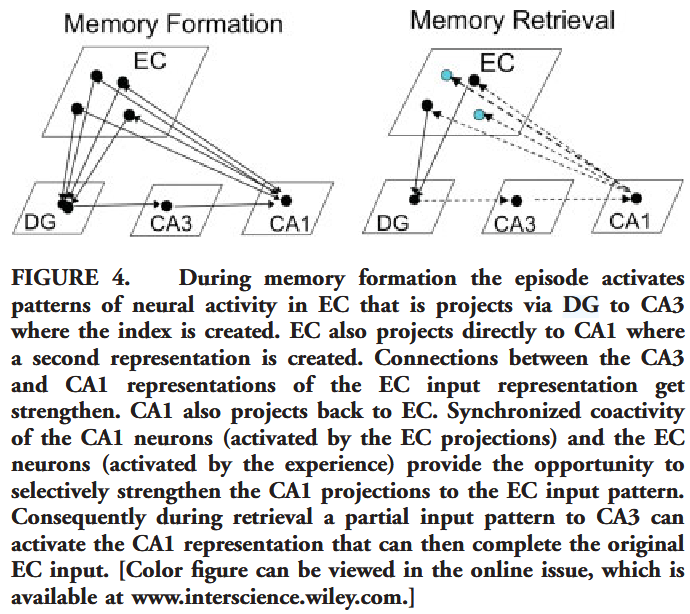 Memory Formation
Memory Retrieval
EC
EC
DG
CA3
CA1
DG
CA3
CA1
FIGURE 4. During memory formation the episode activates
patterns of neural activity in EC that is projects via DG to CA3
where the index is created. EC also projects directly to CA1 where
a second representation is created. Connections between the CA3
and CA1 representations of the EC input representation get
strengthen. CA1 also projects back to EC. Synchronized coactivity
of the CA1 neurons (activated by the EC projections) and the EC
neurons (activated by the experience) provide the opportunity to
selectively strengthen the CA1 projections to the EC input pattern.
Consequently during retrieval a partial input pattern to CA3 can
activate the CA1 representation that can then complete the original
EC input. [Color figure can be viewed in the online issue, which is
available at www.interscience.wiley.com.]